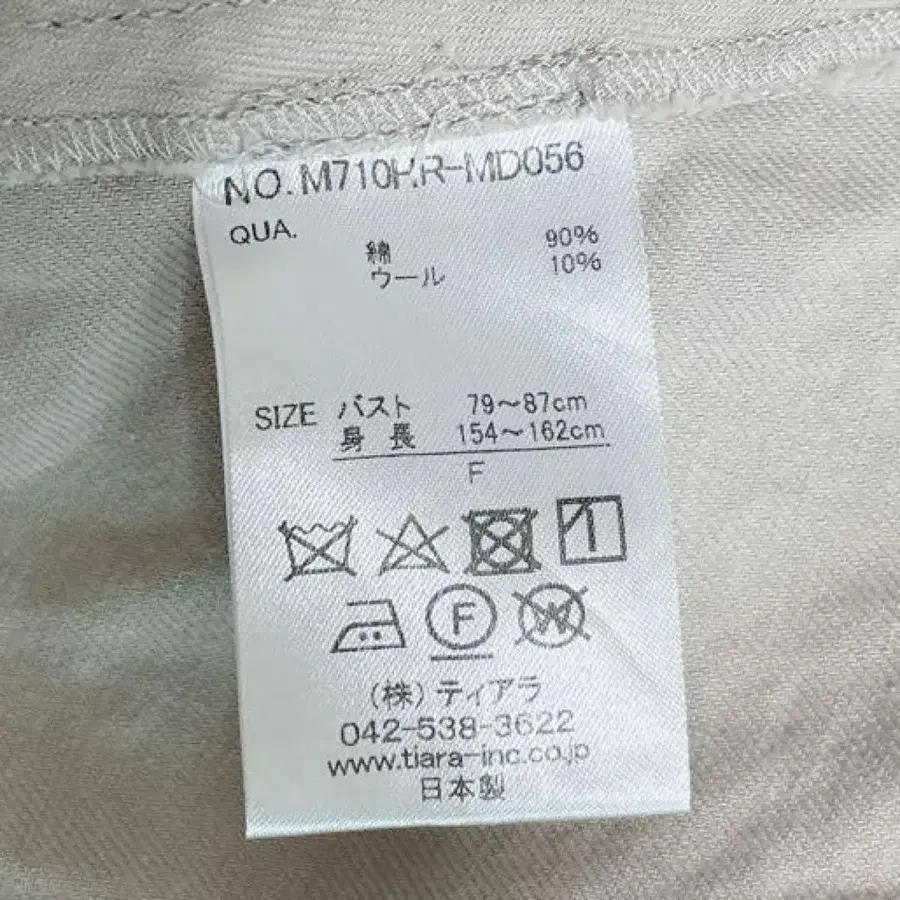 NO. M710H.R-MD056
QUA.
綿 90%
ウール 10%
SIZE バスト 79〜87cm
身長 154〜162cm
F
F
W
(株) ティアラ
042-538-3622
www.tiara-inc.co.jp
日本製